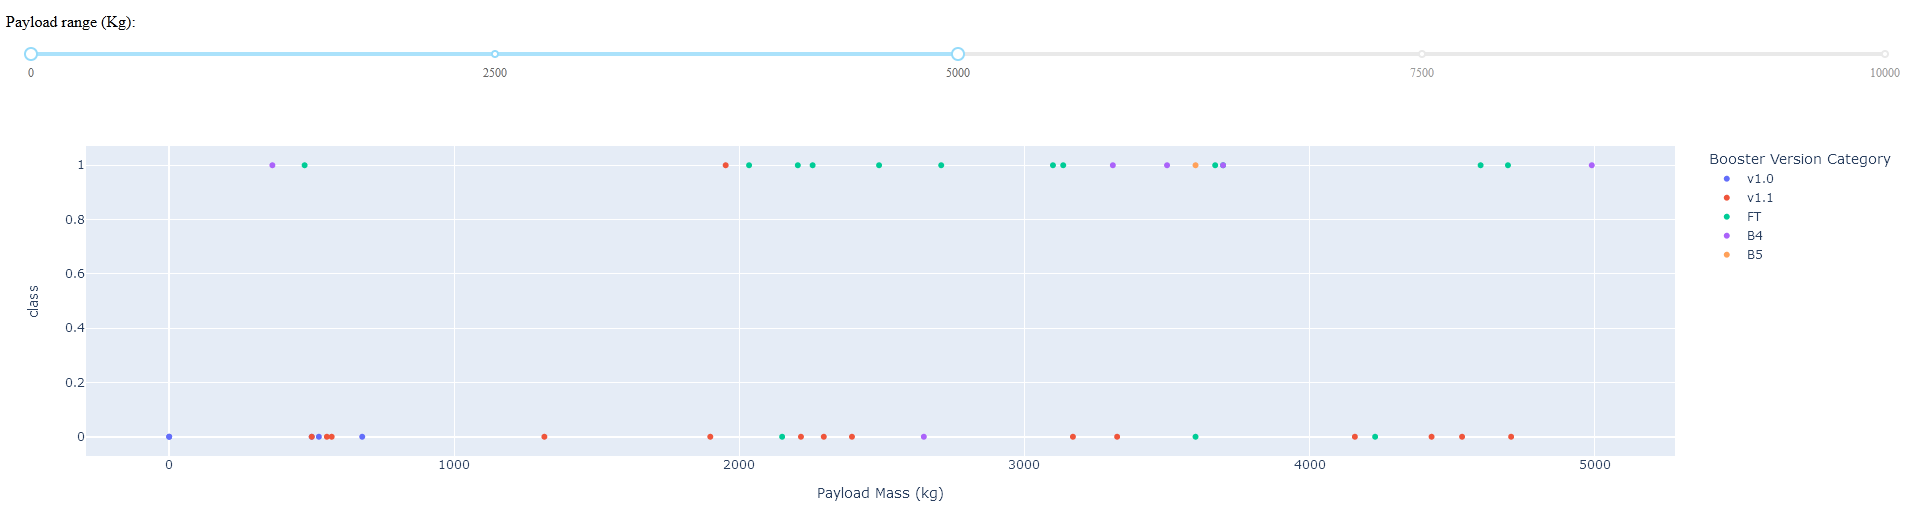 Payload range (Kg):
0 2500 5000 7500 10000
Booster Version Category
v1.0
v1.1
FT
B4
B5
class
1
0.8
0.6
0.4
0.2
0
0 1000 2000 3000 4000 5000
Payload Mass (kg)